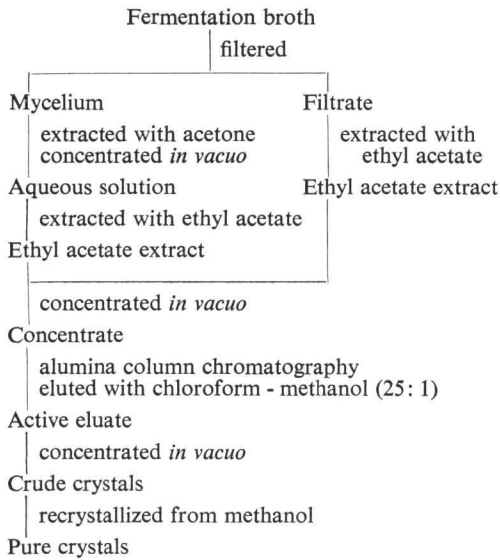 Fermentation broth
filtered
Mycelium
Filtrate
extracted with acetone
concentrated in vacuo
extracted with
ethyl acetate
Aqueous solution
Ethyl acetate extract
extracted with ethyl acetate
Ethyl acetate extract
concentrated in vacuo
Concentrate
alumina column chromatography
eluted with chloroform - methanol (25: 1)
Active eluate
concentrated in vacuo
Crude crystals
recrystallized from methanol
Pure crystals